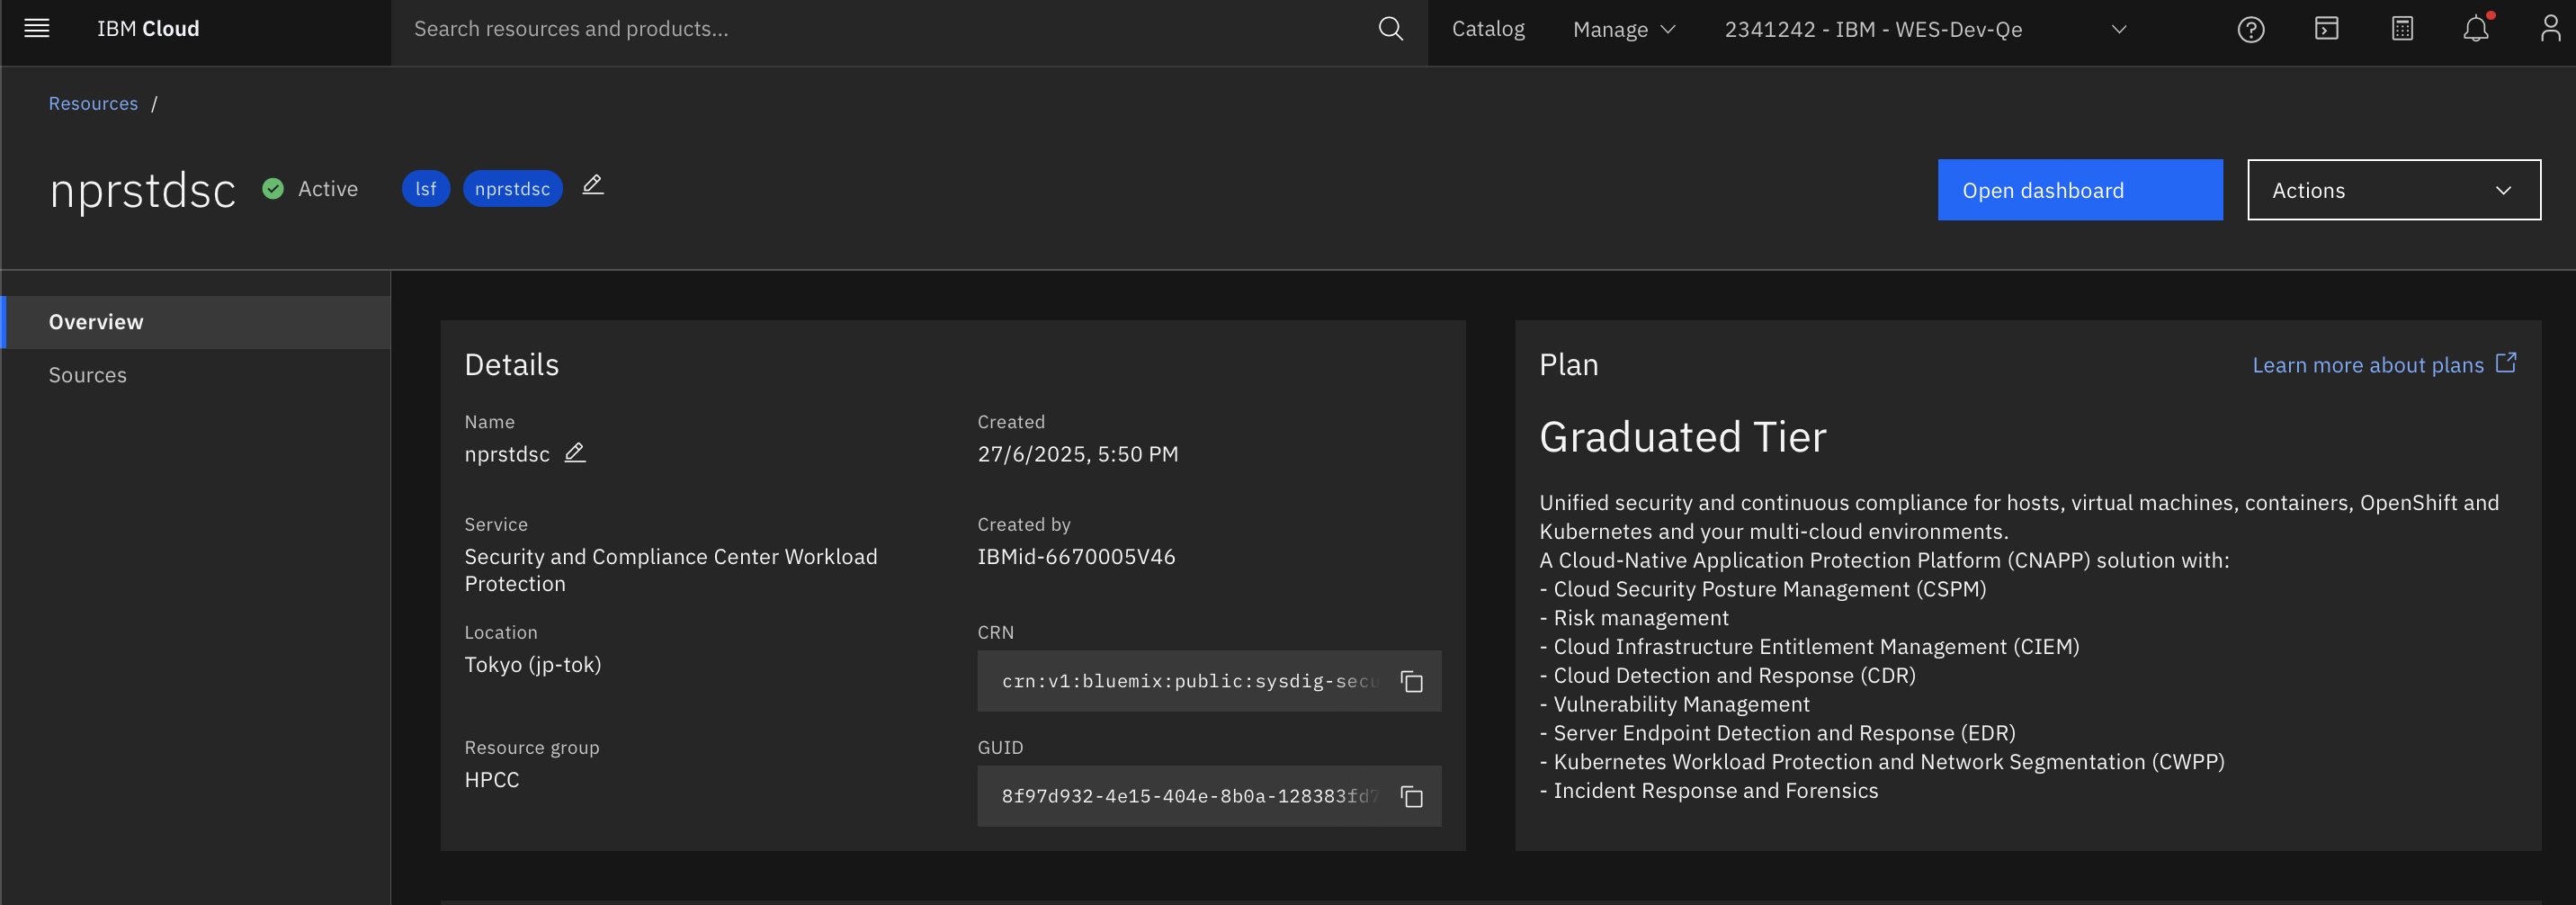 IBM Cloud
Search resources and products...
Catalog
Manage
2341242 - IBM - WES-Dev-Qe
Resources /
nprstdsc
Active
lsf
nprstdsc
Open dashboard
Actions
Overview
Sources
Details
Name
nprstdsc
Created
27/6/2025, 5:50 PM
Service
Security and Compliance Center Workload
Protection
Created by
IBMid-6670005V46
Location
Tokyo (jp-tok)
CRN
crn:v1:bluemix:public:sysdig-secu
Resource group
HPCC
GUID
8f97d932-4e15-404e-8b0a-128383fd7
Plan
Learn more about plans
Graduated Tier
Unified security and continuous compliance for hosts, virtual machines, containers, OpenShift and
Kubernetes and your multi-cloud environments.
A Cloud-Native Application Protection Platform (CNAPP) solution with:
- Cloud Security Posture Management (CSPM)
- Risk management
- Cloud Infrastructure Entitlement Management (CIEM)
- Cloud Detection and Response (CDR)
- Vulnerability Management
- Server Endpoint Detection and Response (EDR)
- Kubernetes Workload Protection and Network Segmentation (CWPP)
- Incident Response and Forensics